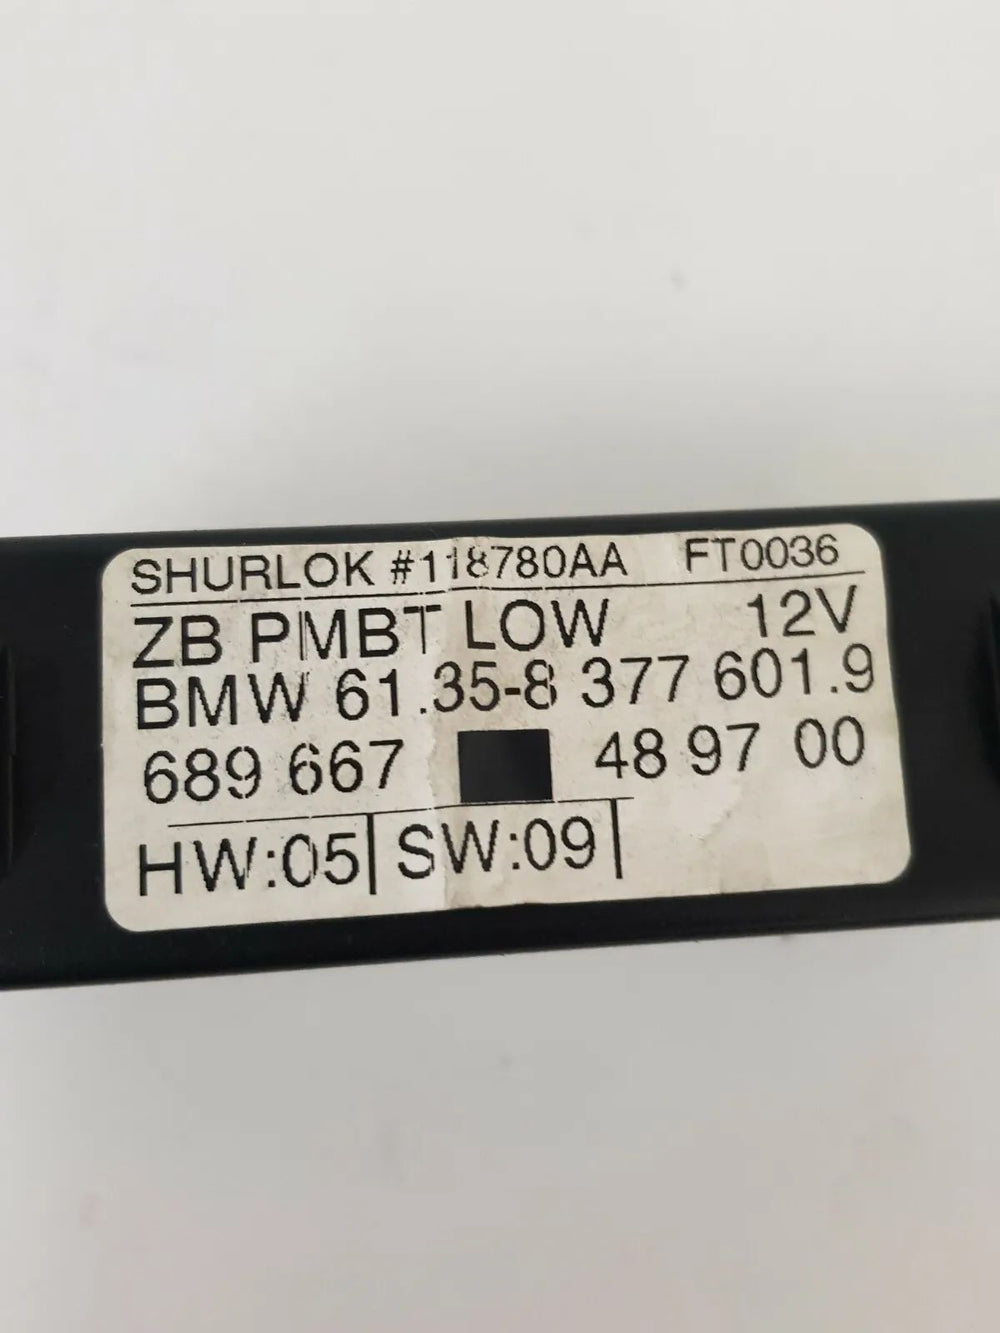 SHURLOK #118780AA FT0036
ZB PMBT LOW 12V
BMW 61.35-8 377 601.9
689 667 48 97 00
HW:05 SW:09